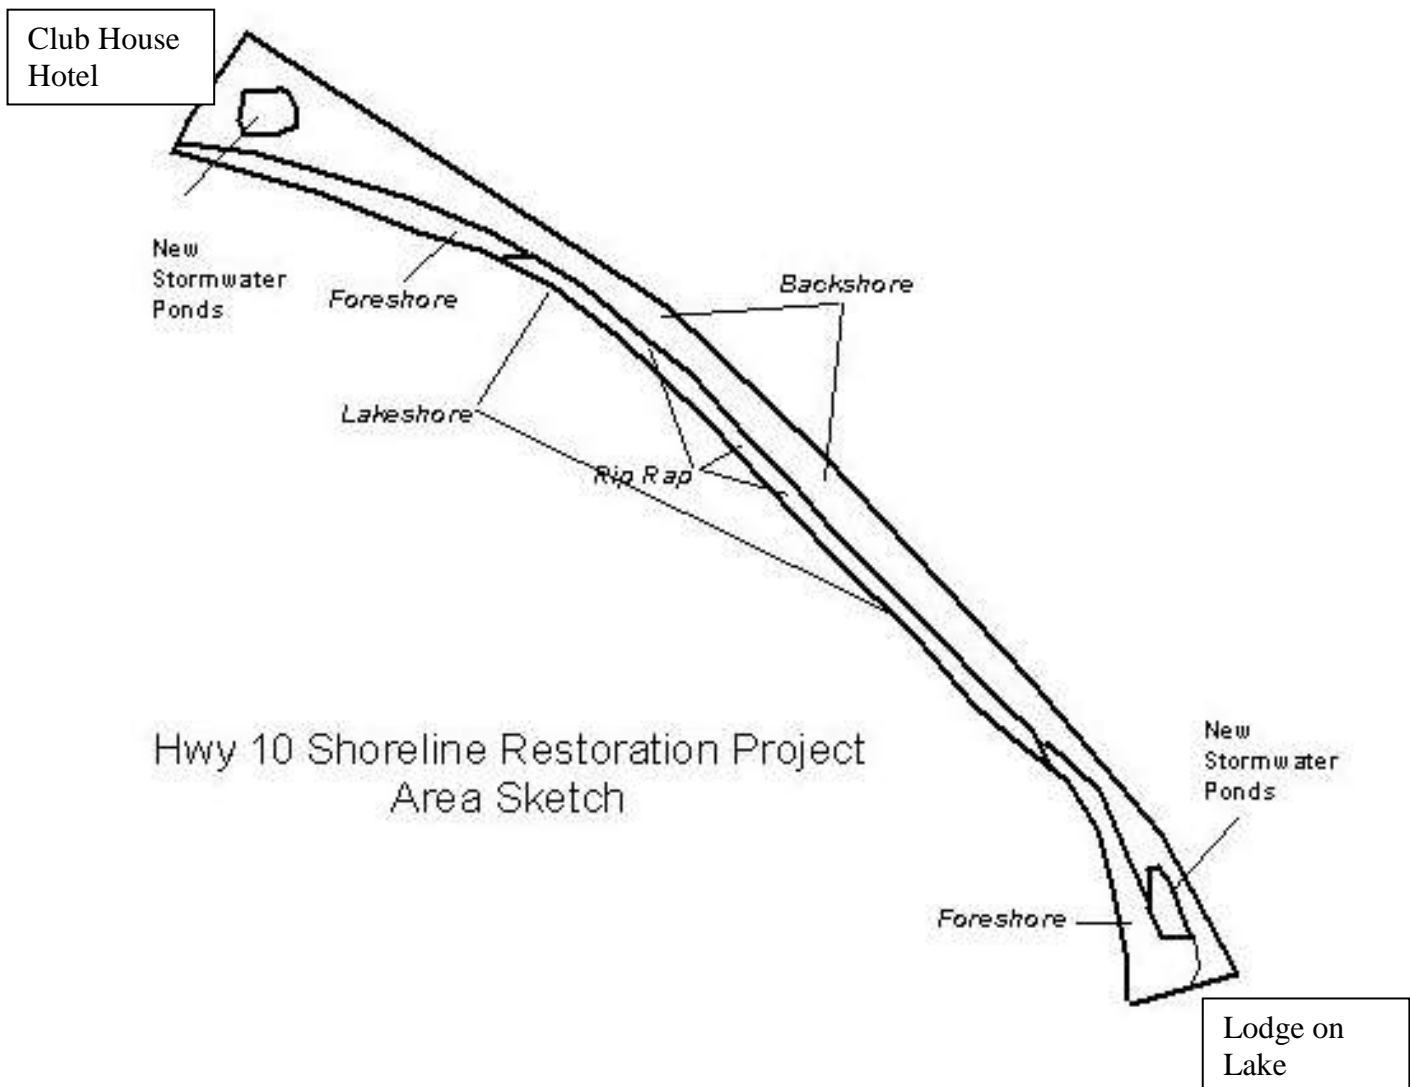 Club House
Hotel
New
Stormwater
Ponds
Foreshore
Backshore
Lakeshore
Rip Rap
Hwy 10 Shoreline Restoration Project
Area Sketch
New
Stormwater
Ponds
Foreshore
Lodge on
Lake